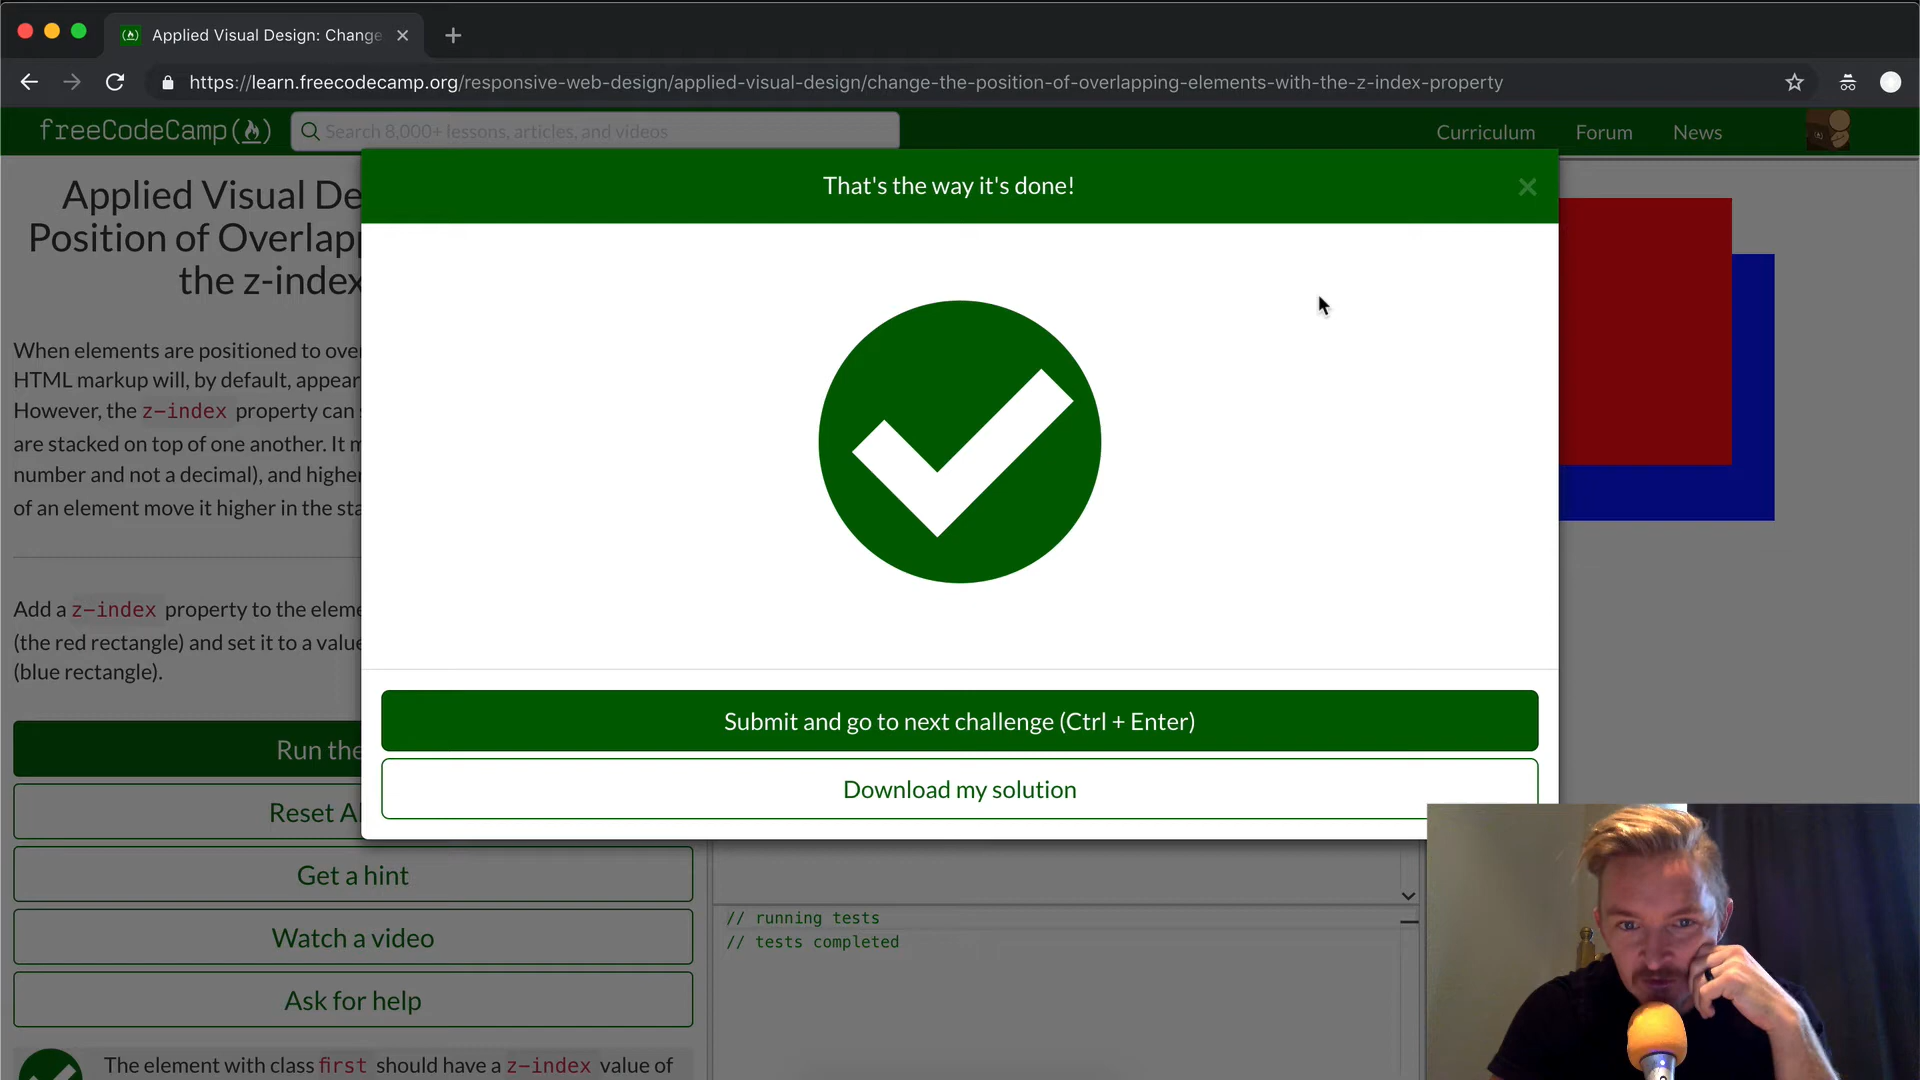 Applied Visual Design: Change
https://learn.freecodecamp.org/responsive-web-design/applied-visual-design/change-the-position-of-overlapping-elements-with-the-z-index-property
freeCodeCamp
Search 8,000+ lessons, articles, and videos
Curriculum
Forum
News
That's the way it's done!
Applied Visual De
Position of Overlapp
the z-index
When elements are positioned to ove
HTML markup will, by default, appear
However, the z-index property can
are stacked on top of one another. It m
number and not a decimal), and higher
of an element move it higher in the sta
Add a z-index property to the eleme
(the red rectangle) and set it to a value
(blue rectangle).
Submit and go to next challenge (Ctrl + Enter)
Download my solution
Run the
Reset Al
Get a hint
Watch a video
Ask for help
// running tests
// tests completed
The element with class first should have a z-index value of